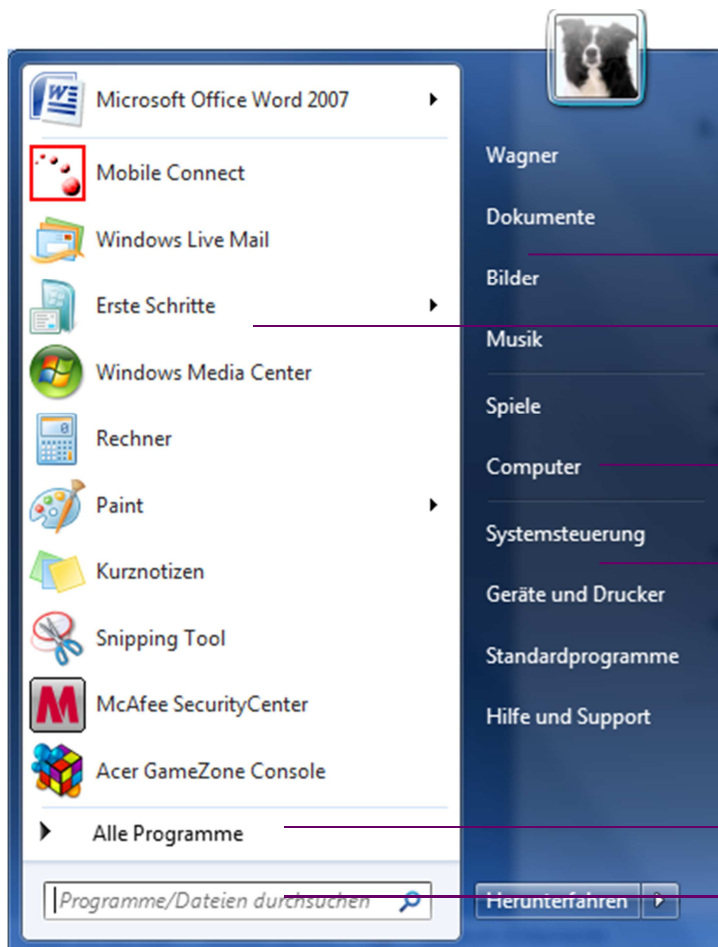 Microsoft Office Word 2007
Mobile Connect
Windows Live Mail
Erste Schritte
Windows Media Center
Rechner
Paint
Kurznotizen
Snipping Tool
McAfee SecurityCenter
Acer GameZone Console
Alle Programme
Programme/Dateien durchsuchen
Wagner
Dokumente
Bilder
Musik
Spiele
Computer
Systemsteuerung
Geräte und Drucker
Standardprogramme
Hilfe und Support
Herunterfahren